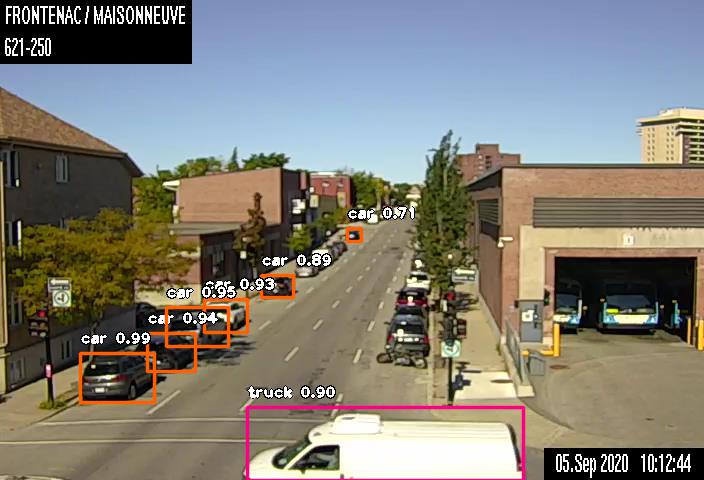 FRONTENAC / MAISONNEUVE
621-250
car 0.71
car 0.89
car 0.93
car 0.95
car 0.94
car 0.99
truck 0.90
05.Sep 2020 10:12:44